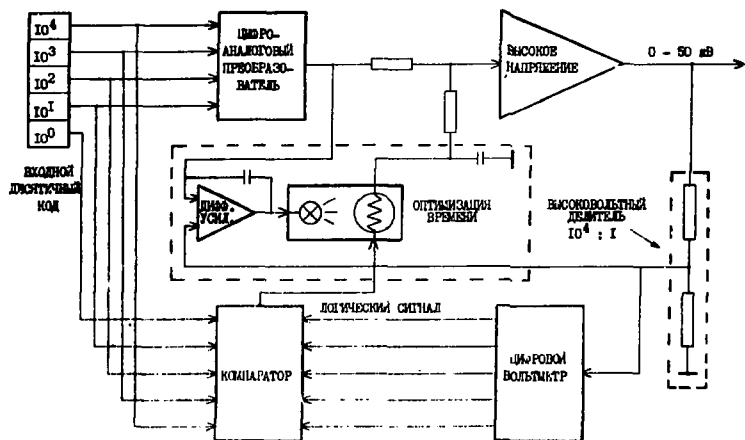 10⁴
10³
10²
10¹
10⁰
ВХОДНОЙ
ДЕСЯТИЧНЫЙ
КОД
ЦИФРО-
АНАЛОГОВЫЙ
ПРЕОБРАЗО-
ВАТЕЛЬ
ВЫСОКОЕ
НАПРЯЖЕНИЕ
0 - 50 кВ
ДИФФ.
УСИЛ.
ОПТИМИЗАЦИЯ
ВРЕМЕНИ
ВЫСОКОВОЛЬТНЫЙ
ДЕЛИТЕЛЬ
10⁴ : 1
ЛОГИЧЕСКИЙ СИГНАЛ
КОМПАРАТОР
ЦИФРОВОЙ
ВОЛЬТМЕТР